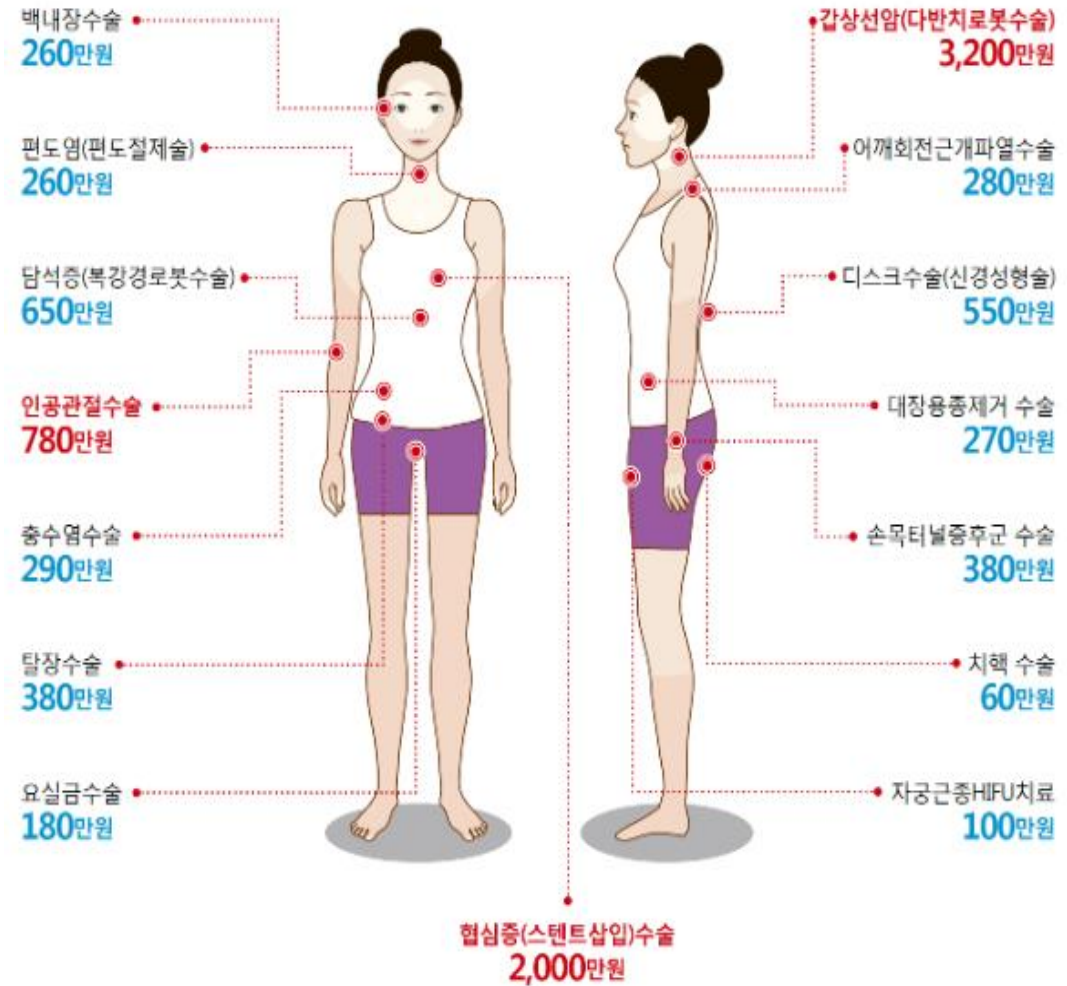 백내장수술
260만원
편도염(편도절제술)
260만원
담석증(복강경로봇수술)
650만원
인공관절수술
780만원
충수염수술
290만원
탈장수술
380만원
요실금수술
180만원
갑상선암(다반치로봇수술)
3,200만원
어깨회전근개파열수술
280만원
디스크수술(신경성형술)
550만원
대장용종제거 수술
270만원
손목터널증후군 수술
380만원
치핵 수술
60만원
자궁근종HIFU치료
100만원
협심증(스텐트삽입)수술
2,000만원